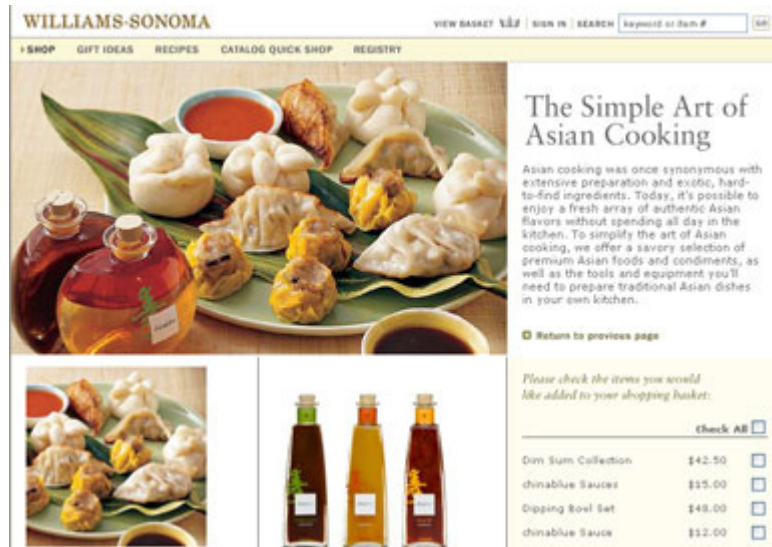 WILLIAMS-SONOMA
VIEW BASKET SIGN IN SEARCH keyword or item # GO
SHOP GIFT IDEAS RECIPES CATALOG QUICK SHOP REGISTRY
The Simple Art of
Asian Cooking
Asian cooking was once synonymous with
extensive preparation and exotic, hard-
to-find ingredients. Today, it's possible to
enjoy a fresh array of authentic Asian
flavors without spending all day in the
kitchen. To simplify the art of Asian
cooking, we offer a savory selection of
premium Asian foods and condiments, as
well as the tools and equipment you'll
need to prepare traditional Asian dishes
in your own kitchen.
Return to previous page
Please check the items you would
like added to your shopping basket:
Check All
Dim Sum Collection $42.50
chinablue Sauces $15.00
Dipping Bowl Set $48.00
chinablue Sauce $12.00